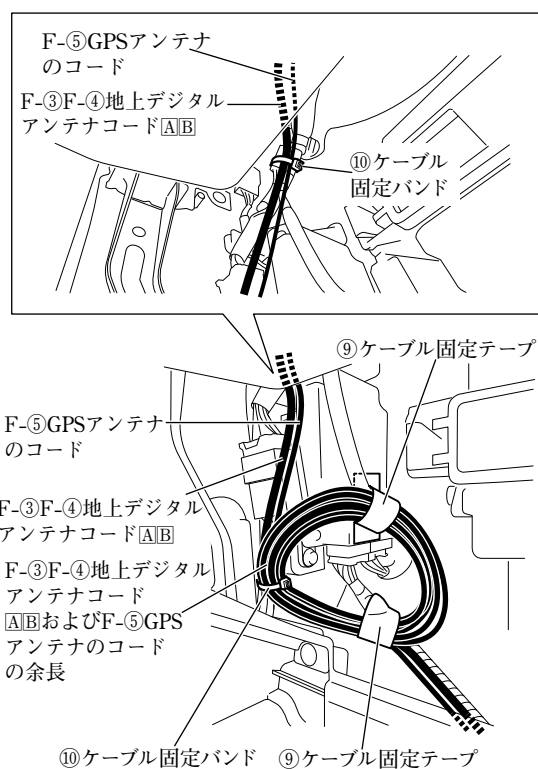 F-⑤GPSアンテナ
のコード
F-③F-④地上デジタル
アンテナコードAB
⑩ケーブル
固定バンド
⑨ケーブル固定テープ
F-⑤GPSアンテナ
のコード
F-③F-④地上デジタル
アンテナコードAB
F-③F-④地上デジタル
アンテナコード
ABおよびF-⑤GPS
アンテナのコード
の余長
⑩ケーブル固定バンド
⑨ケーブル固定テープ